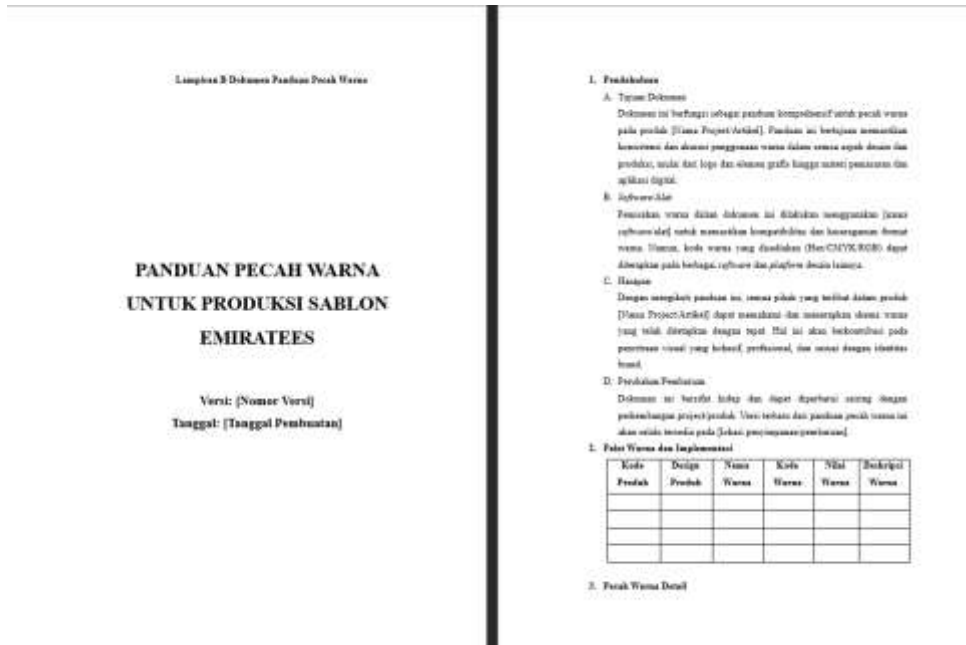 Lampiran B Dokumen Panduan Pecah Warna
PANDUAN PECAH WARNA
UNTUK PRODUKSI SABLON
EMIRATEES
Versi: [Nomor Versi]
Tanggal: [Tanggal Pembuatan]
1. Pendahuluan
A. Tujuan Dokumen
Dokumen ini berfungsi sebagai panduan komprehensif untuk pecah warna
pada produk [Nama Project/Artikel]. Panduan ini bertujuan memastikan
konsistensi dan akurasi penggunaan warna dalam semua aspek desain dan
produksi, mulai dari logo dan elemen grafis hingga materi pemasaran dan
aplikasi digital.
B. Software/Alat
Pemecahan warna dalam dokumen ini dilakukan menggunakan [nama
software/alat] untuk memastikan kompatibilitas dan keseragaman format
warna. Namun, kode warna yang disediakan (Hex/CMYK/RGB) dapat
diterapkan pada berbagai software dan platform desain lainnya.
C. Harapan
Dengan mengikuti panduan ini, semua pihak yang terlibat dalam produk
[Nama Project/Artikel] dapat memahami dan menerapkan skema warna
yang telah ditetapkan dengan tepat. Hal ini akan berkontribusi pada
penciptaan visual yang kohesif, profesional, dan sesuai dengan identitas
brand.
D. Perubahan/Pembaruan
Dokumen ini bersifat hidup dan dapat diperbarui seiring dengan
perkembangan project/produk. Versi terbaru dari panduan pecah warna ini
akan selalu tersedia pada [lokasi penyimpanan/pembaruan].
2. Palet Warna dan Implementasi
Kode Design Nama Kode Nilai Deskripsi
Produk Produk Warna Warna Warna Warna
3. Pecah Warna Detail